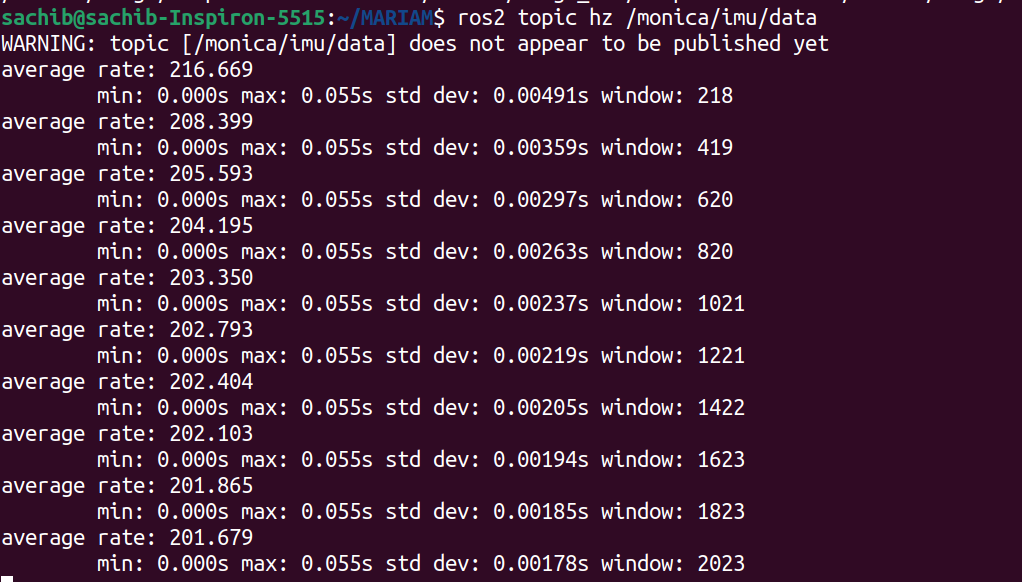 sachib@sachib-Inspiron-5515:~/MARIAM$ ros2 topic hz /monica/imu/data
WARNING: topic [/monica/imu/data] does not appear to be published yet
average rate: 216.669
        min: 0.000s max: 0.055s std dev: 0.00491s window: 218
average rate: 208.399
        min: 0.000s max: 0.055s std dev: 0.00359s window: 419
average rate: 205.593
        min: 0.000s max: 0.055s std dev: 0.00297s window: 620
average rate: 204.195
        min: 0.000s max: 0.055s std dev: 0.00263s window: 820
average rate: 203.350
        min: 0.000s max: 0.055s std dev: 0.00237s window: 1021
average rate: 202.793
        min: 0.000s max: 0.055s std dev: 0.00219s window: 1221
average rate: 202.404
        min: 0.000s max: 0.055s std dev: 0.00205s window: 1422
average rate: 202.103
        min: 0.000s max: 0.055s std dev: 0.00194s window: 1623
average rate: 201.865
        min: 0.000s max: 0.055s std dev: 0.00185s window: 1823
average rate: 201.679
        min: 0.000s max: 0.055s std dev: 0.00178s window: 2023